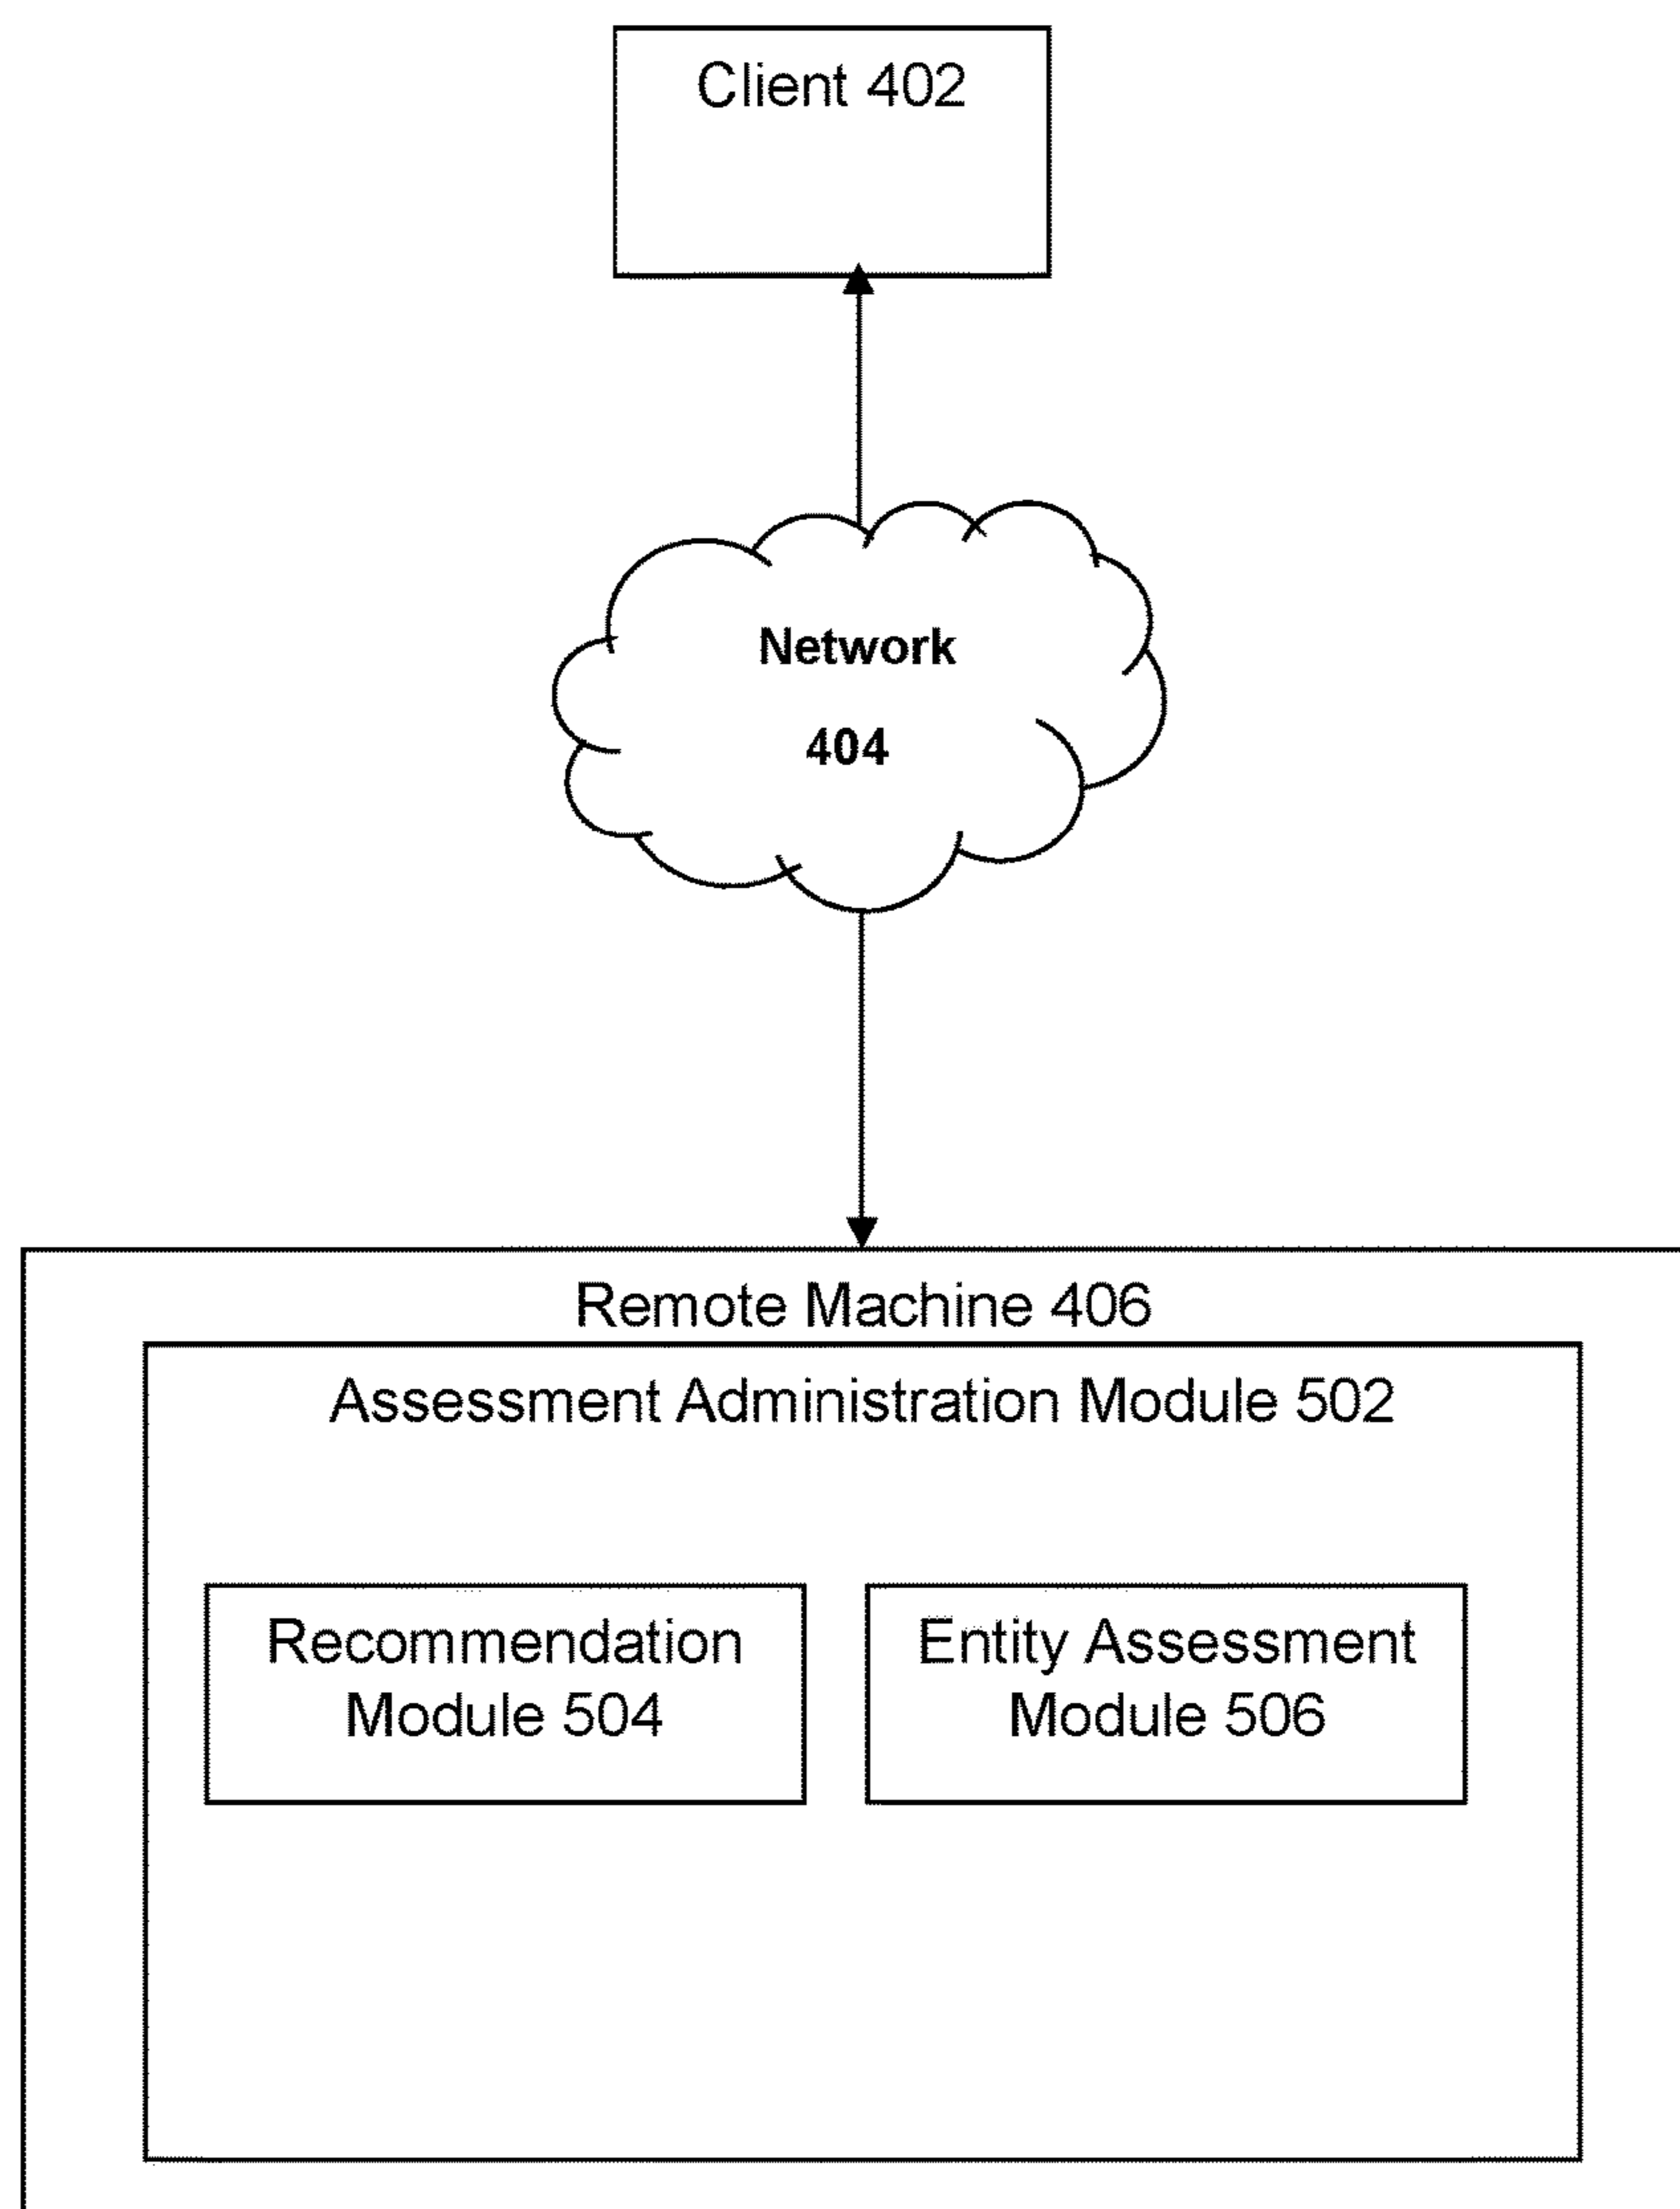 Client 402
Network
404
Remote Machine 406
Assessment Administration Module 502
Recommendation
Module 504
Entity Assessment
Module 506